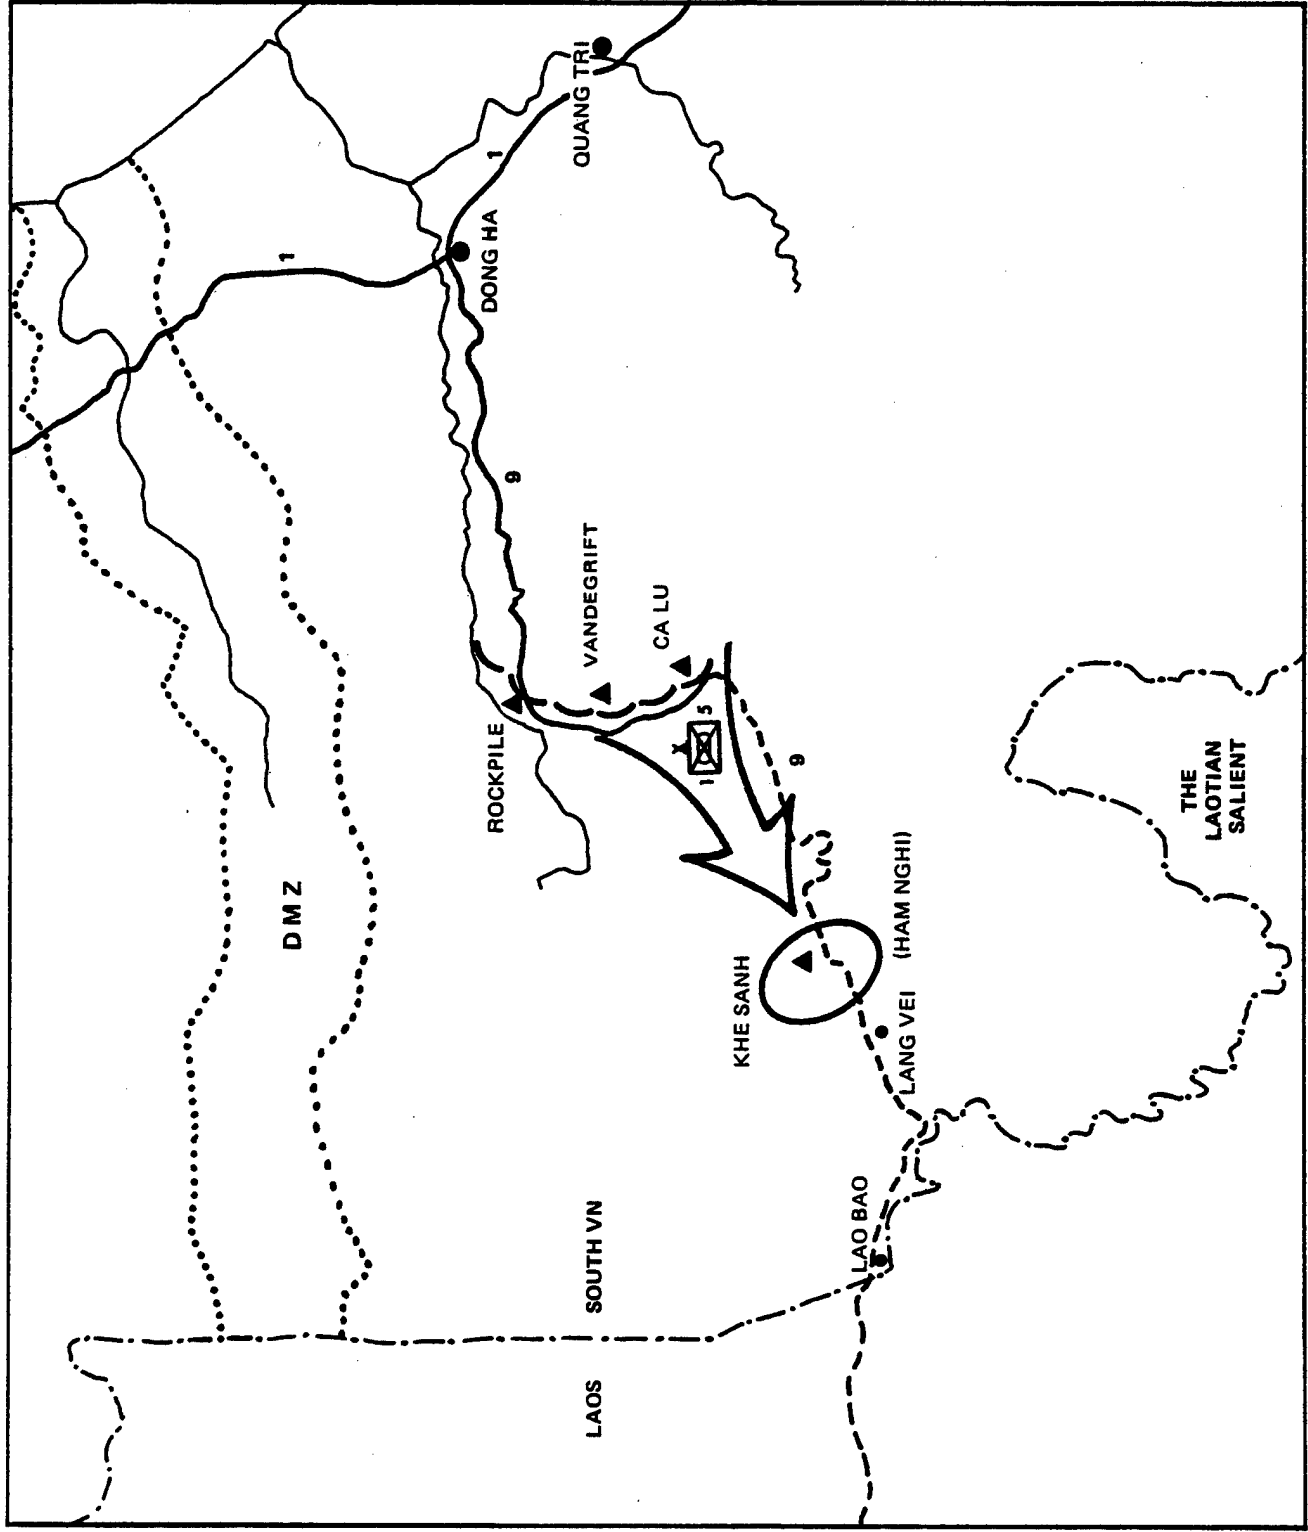 DMZ
1
ROCKPILE
DONG HA
1
9
LAOS
SOUTH VN
VANDEGRIFT
QUANG TRI
CA LU
X
1 5
KHE SANH
9
LAO BAO
LANG VEI
(HAM NGHI)
THE
LAOTIAN
SALIENT